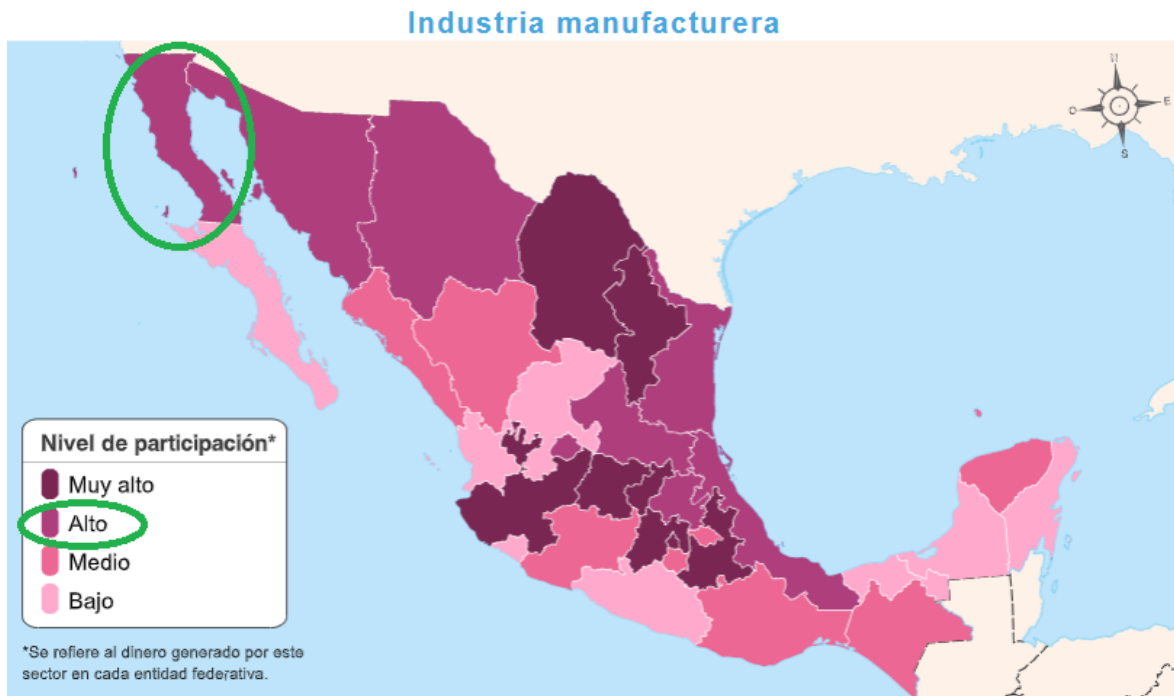 Industria manufacturera
N
O
E
S
Nivel de participación*
Muy alto
Alto
Medio
Bajo
*Se refiere al dinero generado por este
sector en cada entidad federativa.